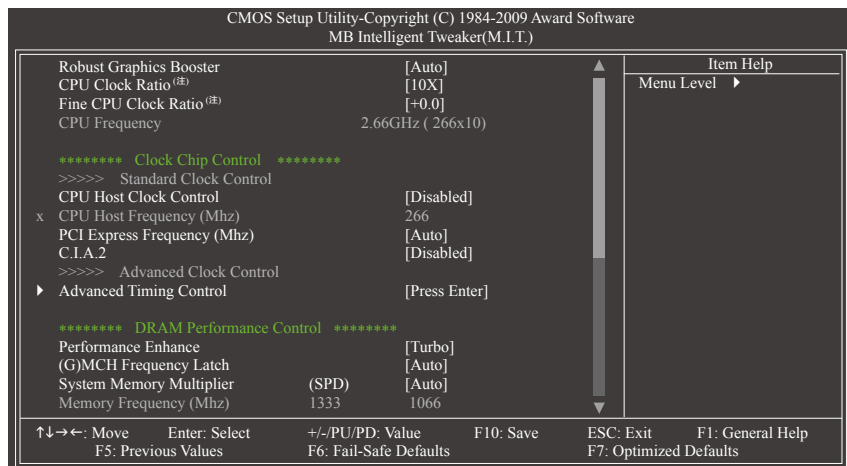 CMOS Setup Utility-Copyright (C) 1984-2009 Award Software
MB Intelligent Tweaker(M.I.T.)
Robust Graphics Booster [Auto]
CPU Clock Ratio (注) [10X]
Fine CPU Clock Ratio (注) [+0.0]
CPU Frequency 2.66GHz ( 266x10)
******** Clock Chip Control ********
>>>>> Standard Clock Control
CPU Host Clock Control [Disabled]
x CPU Host Frequency (Mhz) 266
PCI Express Frequency (Mhz) [Auto]
C.I.A.2 [Disabled]
>>>>> Advanced Clock Control
Advanced Timing Control [Press Enter]
******** DRAM Performance Control ********
Performance Enhance [Turbo]
(G)MCH Frequency Latch [Auto]
System Memory Multiplier (SPD) [Auto]
Memory Frequency (Mhz) 1333 1066
Item Help
Menu Level
↑↓→←: Move Enter: Select +/-/PU/PD: Value F10: Save ESC: Exit F1: General Help
F5: Previous Values F6: Fail-Safe Defaults F7: Optimized Defaults